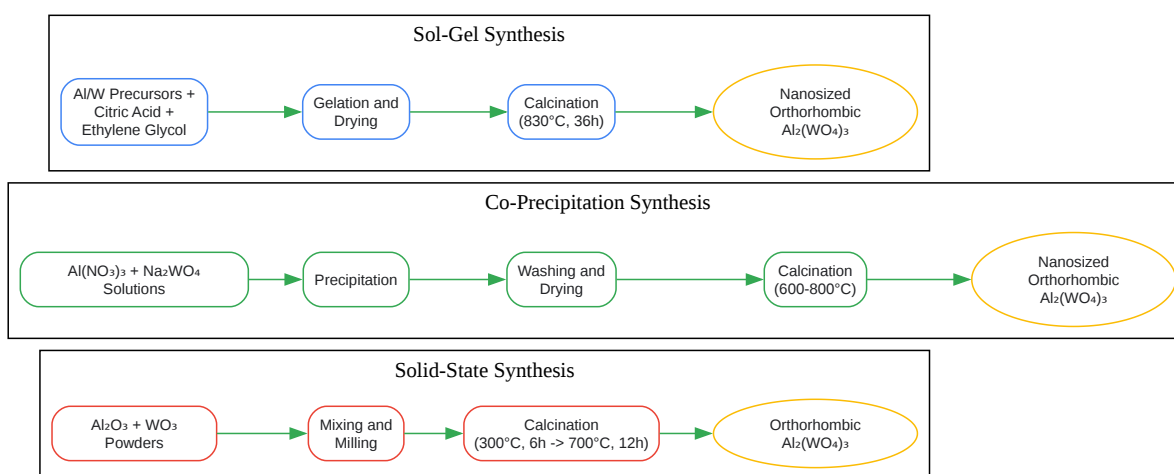 Sol-Gel Synthesis
Al/W Precursors +
Citric Acid +
Ethylene Glycol
Gelation and
Drying
Calcination
(830°C, 36h)
Nanosized
Orthorhombic
Al₂(WO₄)₃
Co-Precipitation Synthesis
Al(NO₃)₃ + Na₂WO₄
Solutions
Precipitation
Washing and
Drying
Calcination
(600-800°C)
Nanosized
Orthorhombic
Al₂(WO₄)₃
Solid-State Synthesis
Al₂O₃ + WO₃
Powders
Mixing and
Milling
Calcination
(300°C, 6h -> 700°C, 12h)
Orthorhombic
Al₂(WO₄)₃